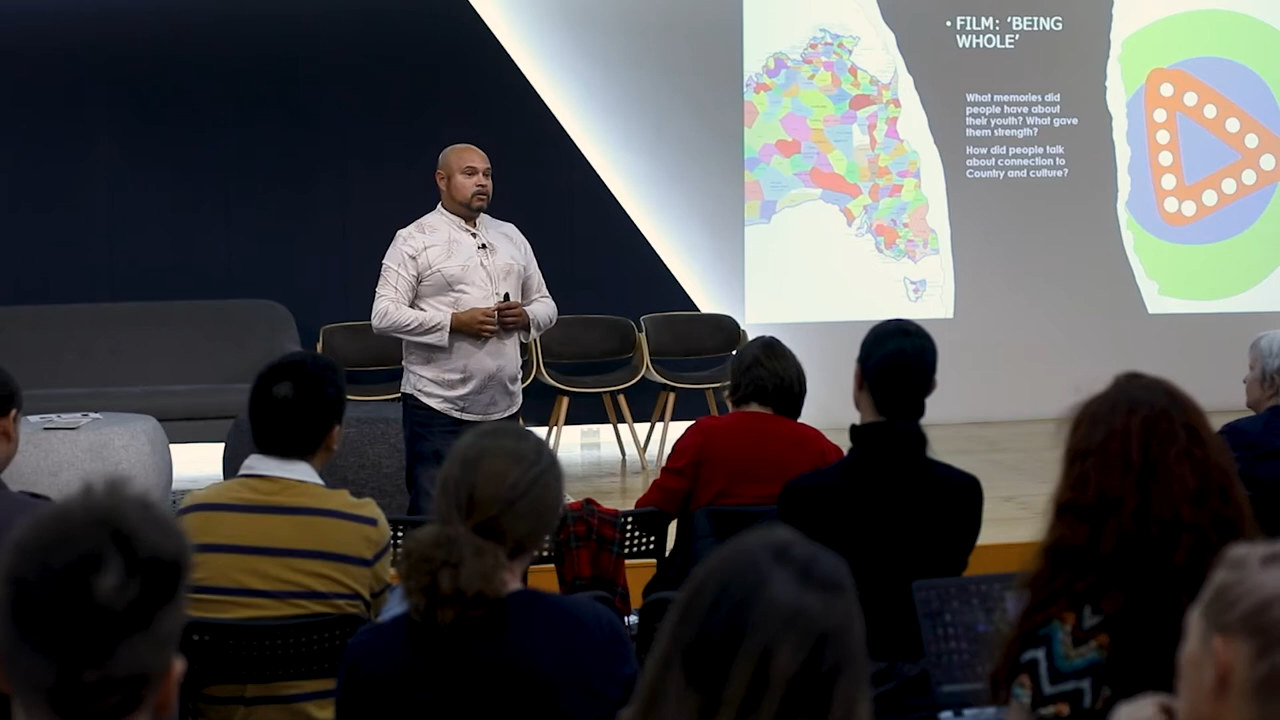 • FILM: ‘BEING
WHOLE’
What memories did
people have about
their youth? What gave
them strength?
How did people talk
about connection to
Country and culture?